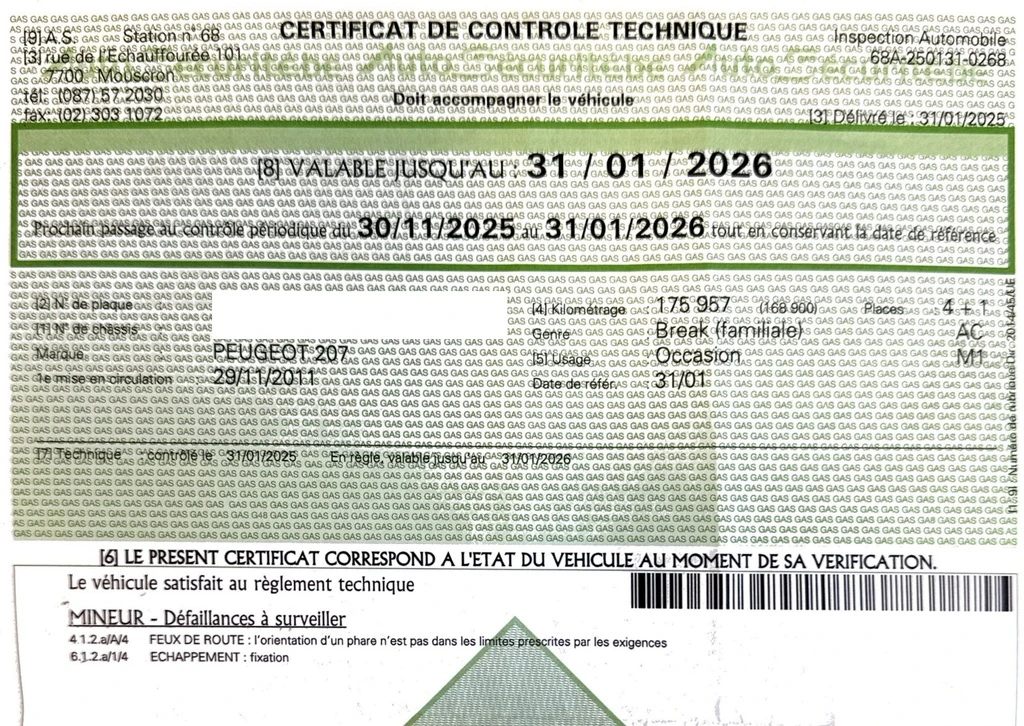 CERTIFICAT DE CONTROLE TECHNIQUE
[9] A.S. Station n° 68
[3] rue de l'Echauffourée 101
7700 Mouscron
tél. (087) 57 2030
fax: (02) 303 1072
Inspection Automobile
68A-250131-0268
Doit accompagner le véhicule
[3] Délivré le : 31/01/2025
[8] VALABLE JUSQU'AU : 31 / 01 / 2026
Prochain passage au contrôle périodique du 30/11/2025 au 31/01/2026 tout en conservant la date de référence
[2] N° de plaque :
[1] N° de châssis :
Marque PEUGEOT 207
1e mise en circulation : 29/11/2011
[4] Kilométrage : 175 957 (168 900) Places : 4 + 1
Genre Break (familiale) AC
[5] Usage : Occasion M1
Date de référ. 31/01
[7] Technique : contrôlé le 31/01/2025 En règle, valable jusqu'au 31/01/2026
[6] LE PRESENT CERTIFICAT CORRESPOND A L'ETAT DU VEHICULE AU MOMENT DE SA VERIFICATION.
Le véhicule satisfait au règlement technique
MINEUR - Défaillances à surveiller
4.1.2.a/A/4 FEUX DE ROUTE : l'orientation d'un phare n'est pas dans les limites prescrites par les exigences
6.1.2.a/1/4 ECHAPPEMENT : fixation